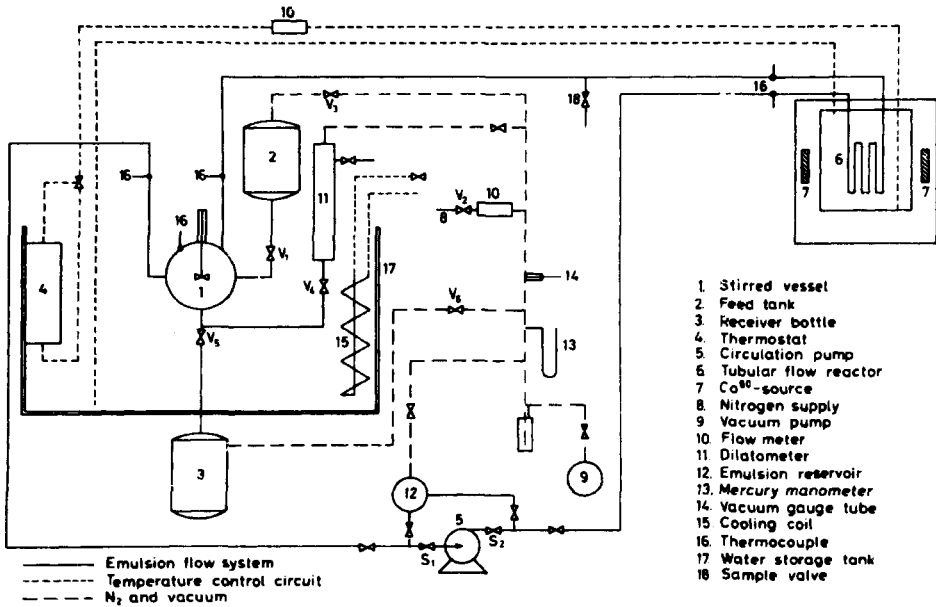 10
V₃
18
16
6
7
7
2
16
16
11
10
V₂
8
16
V₁
17
14
4
1
V₄
V₆
V₅
15
13
3
12
9
5
S₁
S₂
1. Stirred vessel
2. Feed tank
3. Receiver bottle
4. Thermostat
5. Circulation pump
6. Tubular flow reactor
7 Co⁶⁰-source
8. Nitrogen supply
9 Vacuum pump
10. Flow meter
11. Dilatometer
12. Emulsion reservoir
13. Mercury manometer
14. Vacuum gauge tube
15 Cooling coil
16. Thermocouple
17 Water storage tank
18 Sample valve
Emulsion flow system
Temperature control circuit
N₂ and vacuum